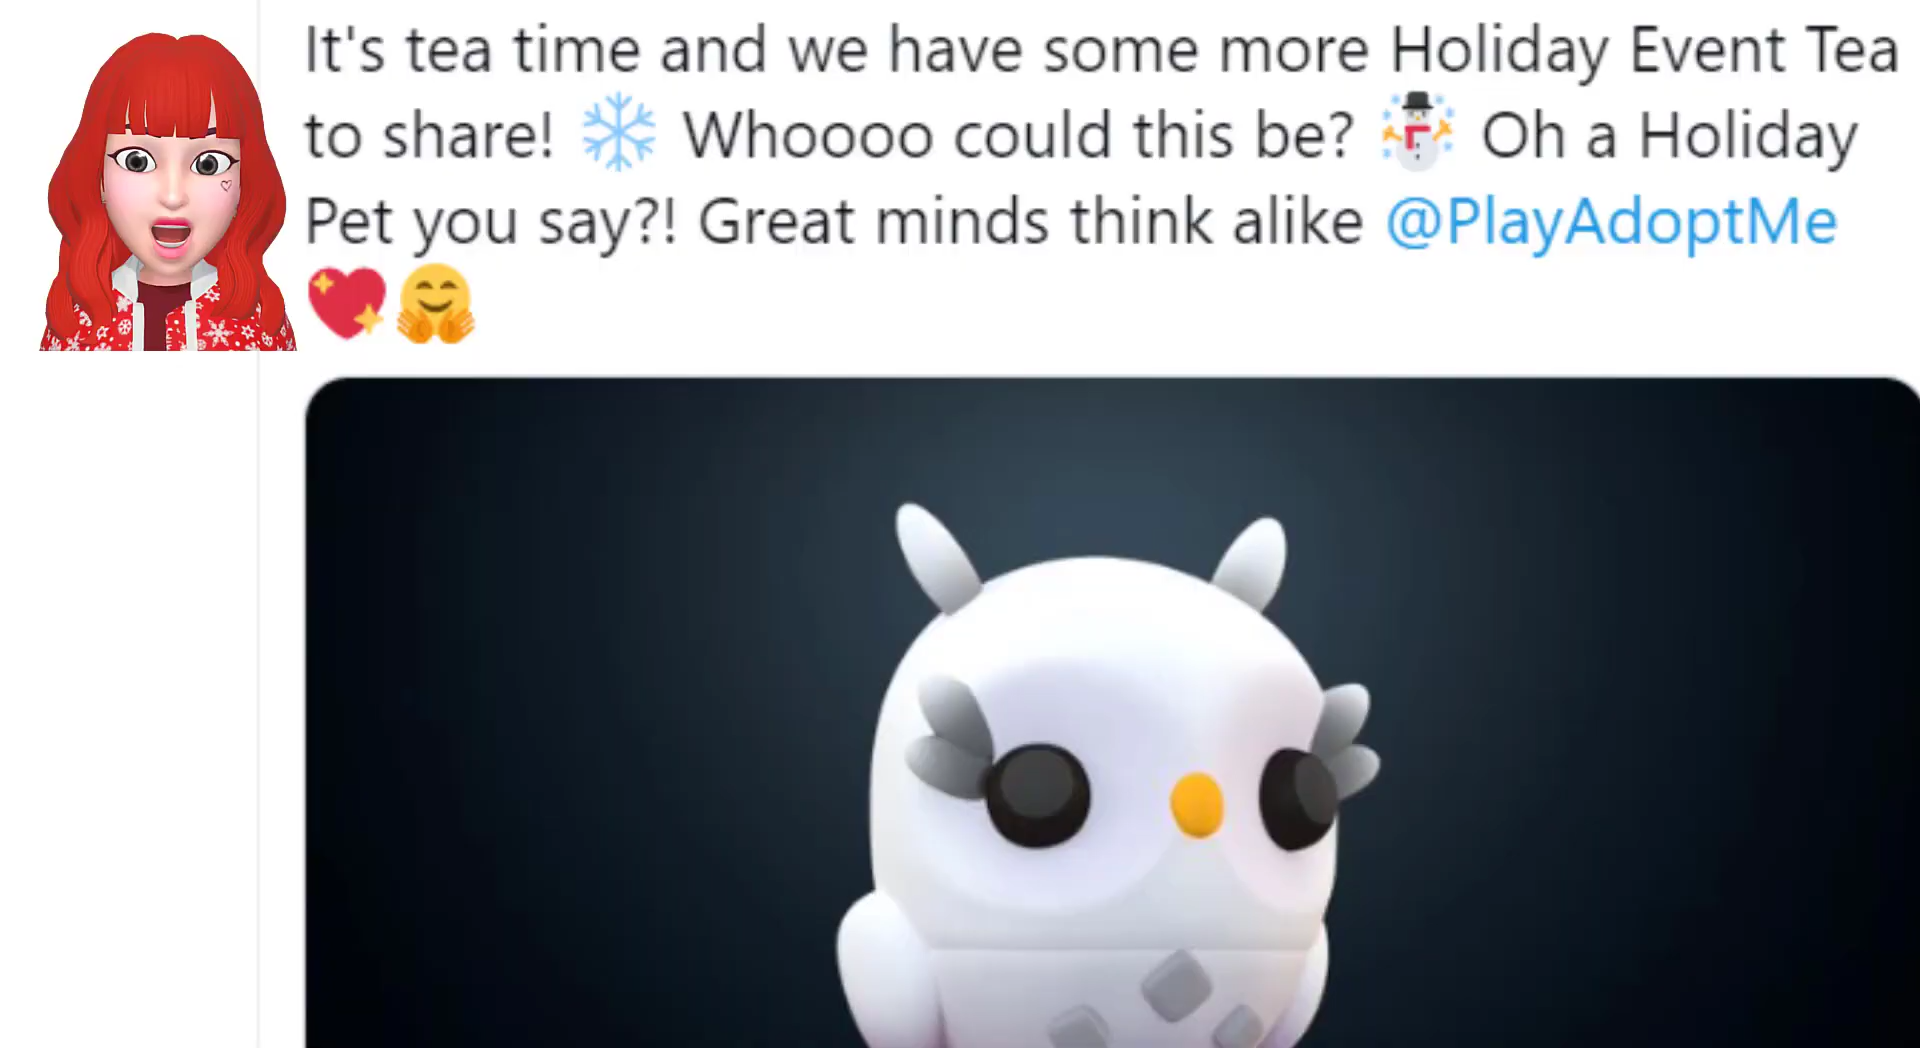 It's tea time and we have some more Holiday Event Tea
to share! ❄️ Whoooo could this be? ☃️ Oh a Holiday
Pet you say?! Great minds think alike @PlayAdoptMe
💖🤗